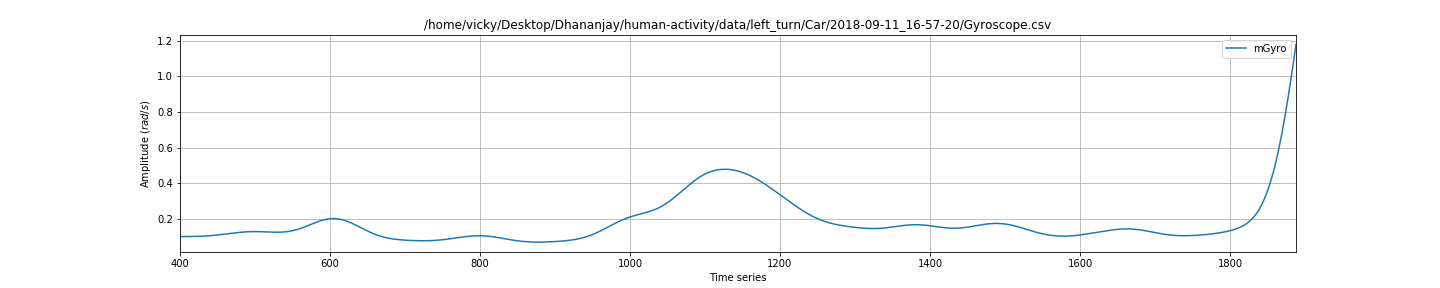 /home/vicky/Desktop/Dhananjay/human-activity/data/left_turn/Car/2018-09-11_16-57-20/Gyroscope.csv
mGyro
1.2
1.0
0.8
0.6
0.4
0.2
Amplitude (rad/s)
400 600 800 1000 1200 1400 1600 1800
Time series